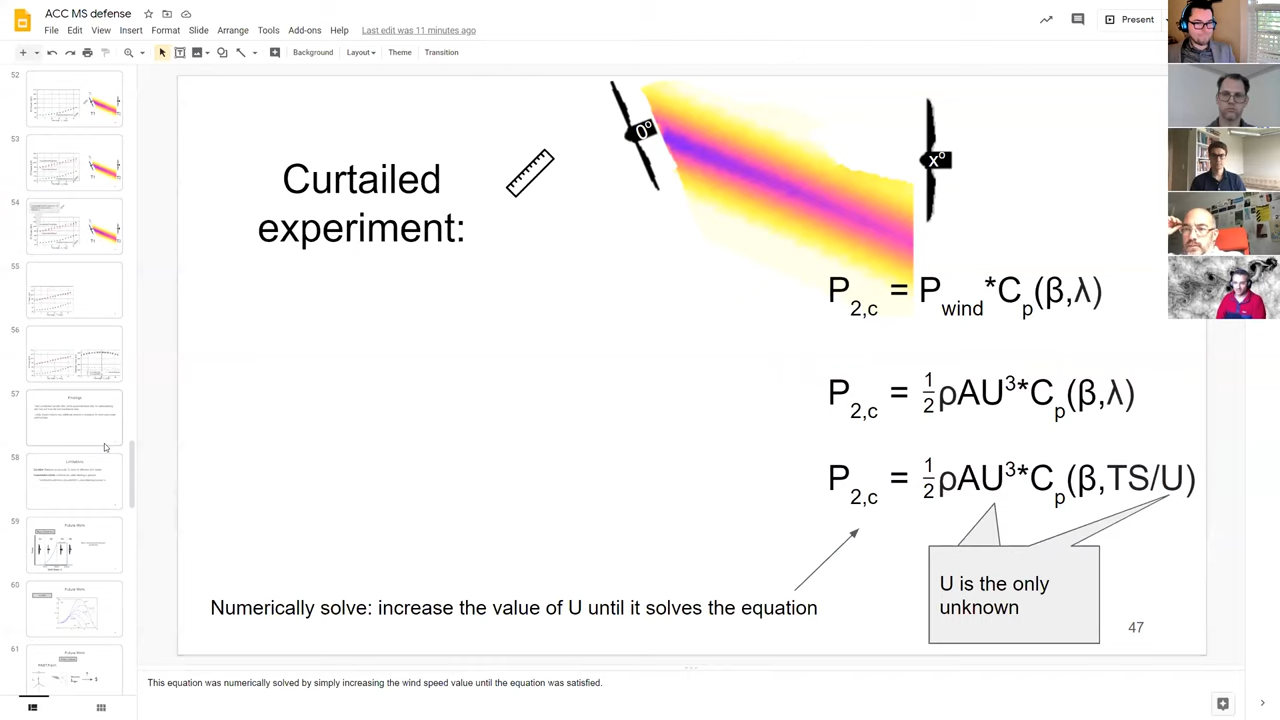 ACC MS defense
File Edit View Insert Format Slide Arrange Tools Add-ons Help Last edit was 11 minutes ago
Present
Background Layout Theme Transition
52
53
54
55
56
57
58
59
60
61
Curtailed
experiment:
0º
xº
P2,c = Pwind*Cp(β,λ)
P2,c = ½ρAU³*Cp(β,λ)
P2,c = ½ρAU³*Cp(β,TS/U)
U is the only
unknown
Numerically solve: increase the value of U until it solves the equation
47
This equation was numerically solved by simply increasing the wind speed value until the equation was satisfied.